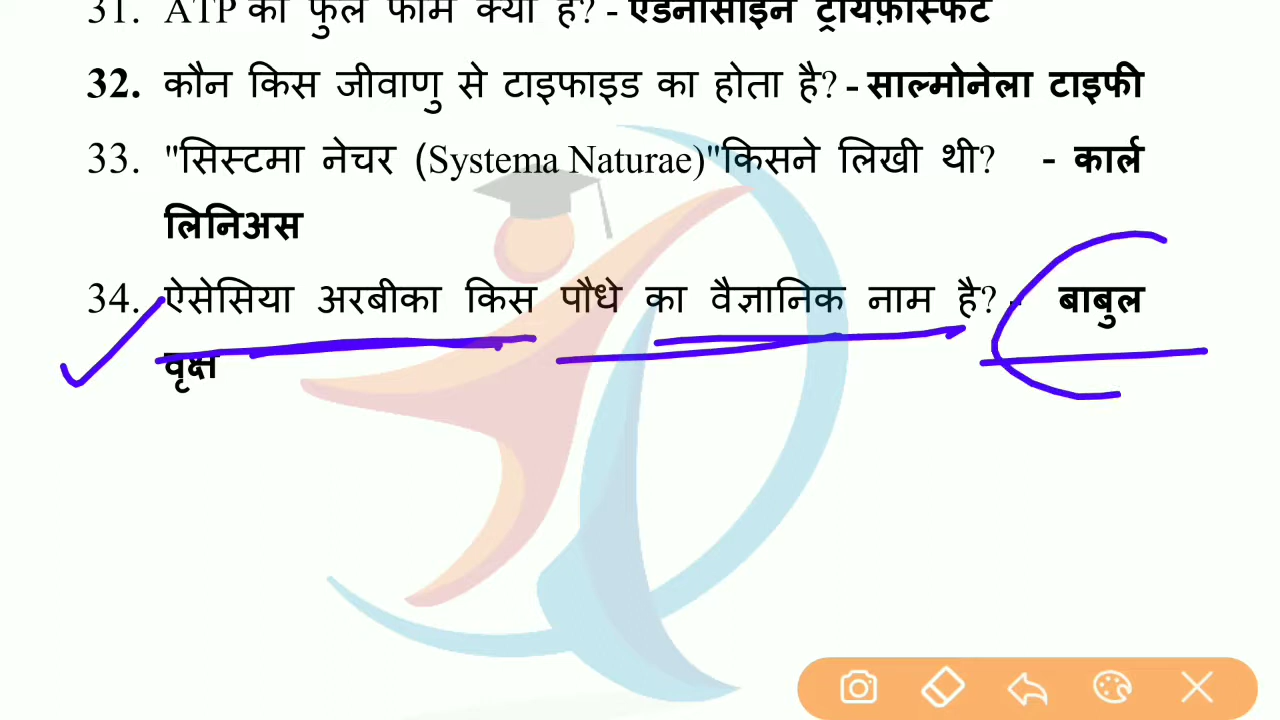 31. ATP का फुल फॉर्म क्या है? - एडेनोसाइन ट्रायफ़ॉस्फेट
32. कौन किस जीवाणु से टाइफाइड का होता है? - साल्मोनेला टाइफी
33. "सिस्टमा नेचर (Systema Naturae)"किसने लिखी थी? - कार्ल
लिनिअस
34. ऐसेसिया अरबीका किस पौधे का वैज्ञानिक नाम है? - बाबुल
वृक्ष